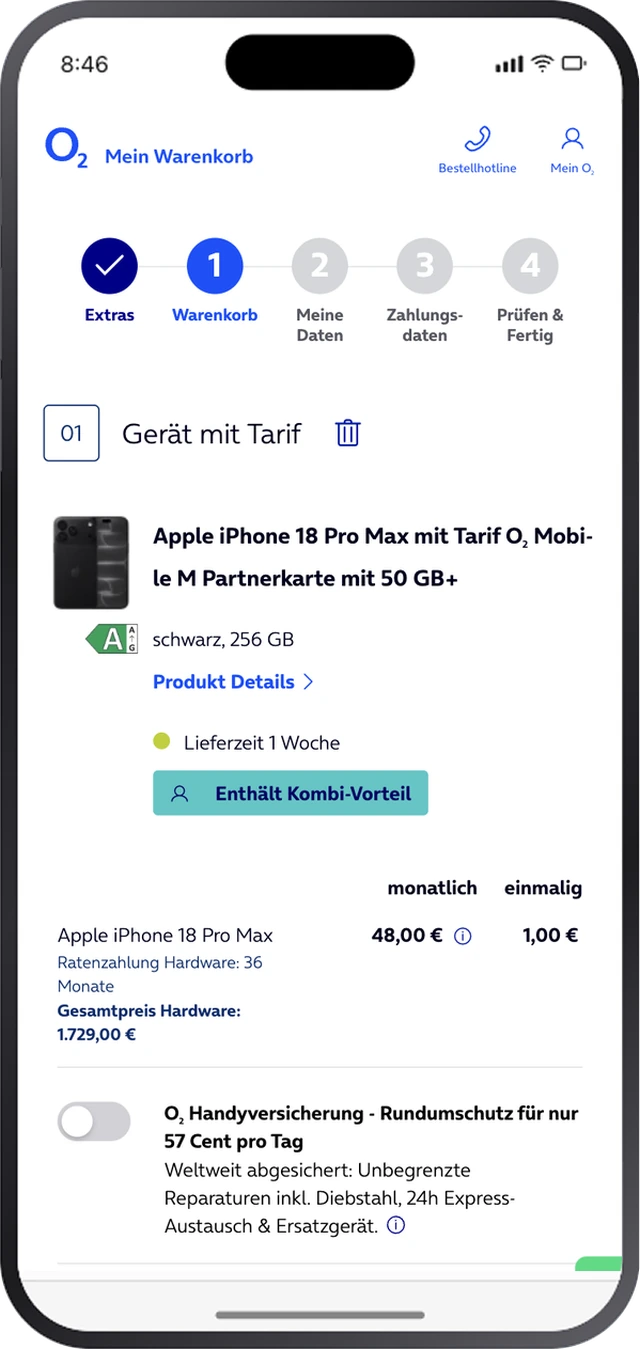 8:46
O₂ Mein Warenkorb
Bestellhotline
Mein O₂
1
2
3
4
Extras
Warenkorb
Meine
Daten
Zahlungs-
daten
Prüfen &
Fertig
01
Gerät mit Tarif
Apple iPhone 18 Pro Max mit Tarif O₂ Mobi-
le M Partnerkarte mit 50 GB+
A
A
↑
G
schwarz, 256 GB
Produkt Details
Lieferzeit 1 Woche
Enthält Kombi-Vorteil
monatlich einmalig
Apple iPhone 18 Pro Max 48,00 € 1,00 €
Ratenzahlung Hardware: 36
Monate
Gesamtpreis Hardware:
1.729,00 €
O₂ Handyversicherung - Rundumschutz für nur
57 Cent pro Tag
Weltweit abgesichert: Unbegrenzte
Reparaturen inkl. Diebstahl, 24h Express-
Austausch & Ersatzgerät.